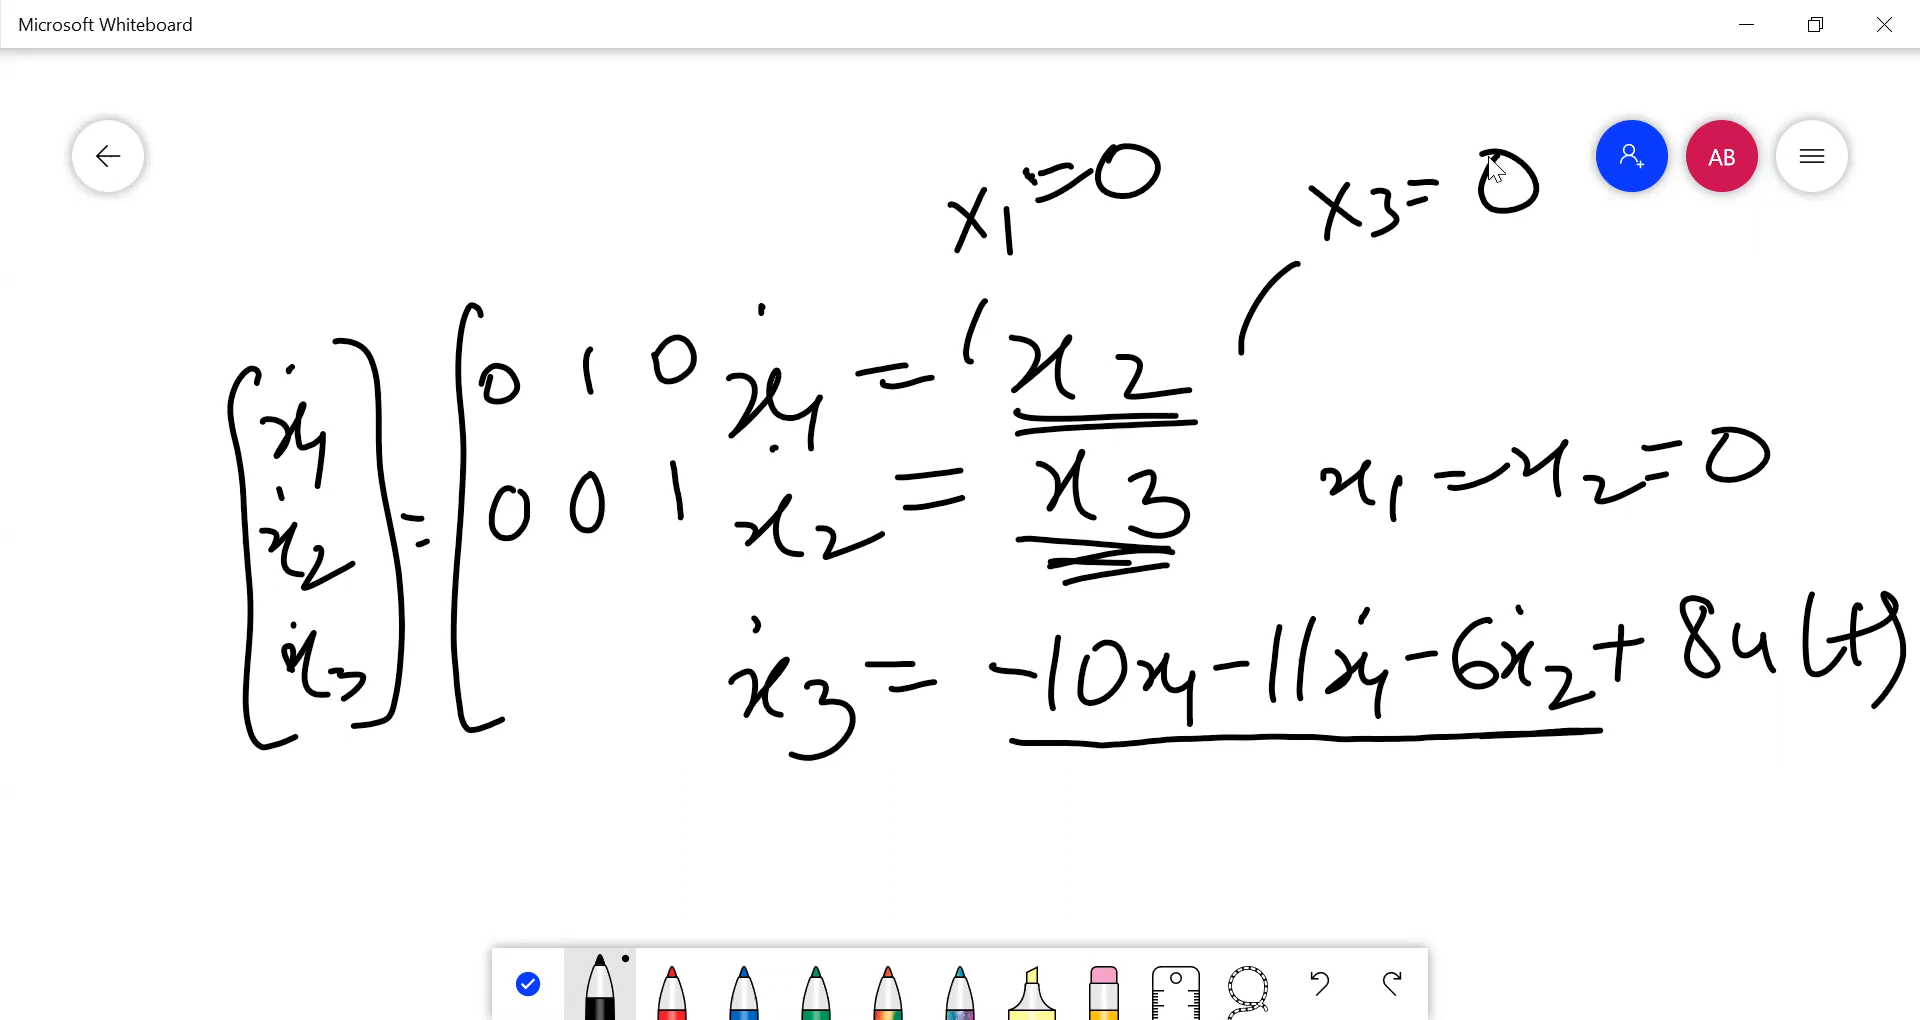 Microsoft Whiteboard
AB
x₁ = 0
x₃ = 0
0 1 0 ẋ₁ = x₂
ẋ₁
0 0 1 ẋ₂ = x₃
x₁ = x₂ = 0
ẋ₂ =
ẋ₃
ẋ₃ = -10x₁ - 11ẋ₁ - 6ẋ₂ + 8u(t)